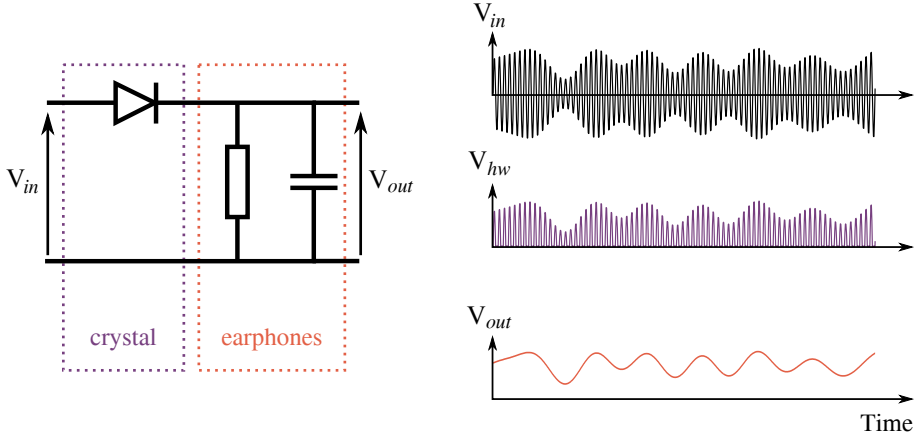 V_in
V_out
crystal
earphones
V_in
V_hw
V_out
Time